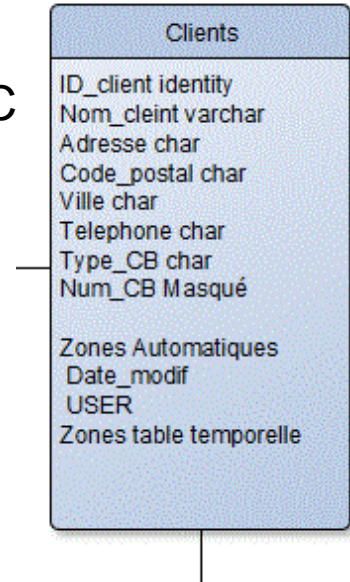 Clients
C
ID_client identity
Nom_cleint varchar
Adresse char
Code_postal char
Ville char
Telephone char
Type_CB char
Num_CB Masqué
Zones Automatiques
Date_modif
USER
Zones table temporelle